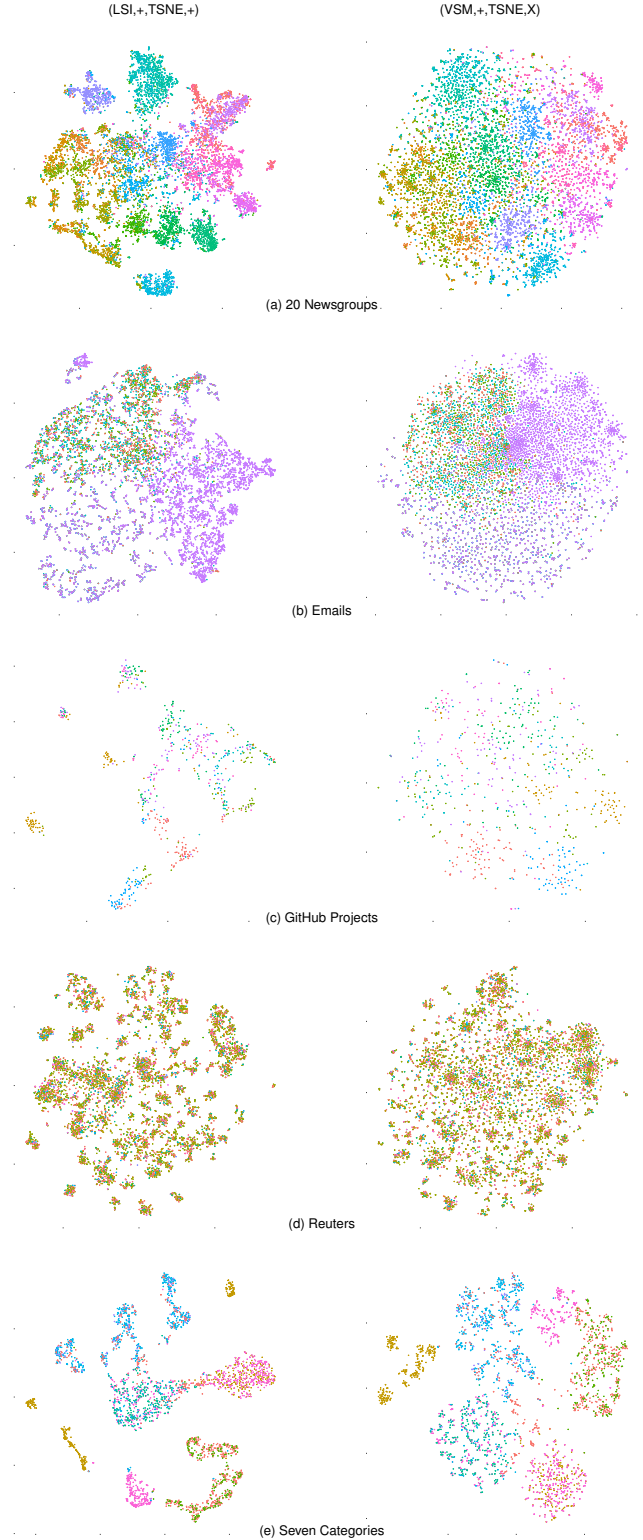 (LSI,+,TSNE,+) (VSM,+,TSNE,X)
(a) 20 Newsgroups
(b) Emails
(c) GitHub Projects
(d) Reuters
(e) Seven Categories